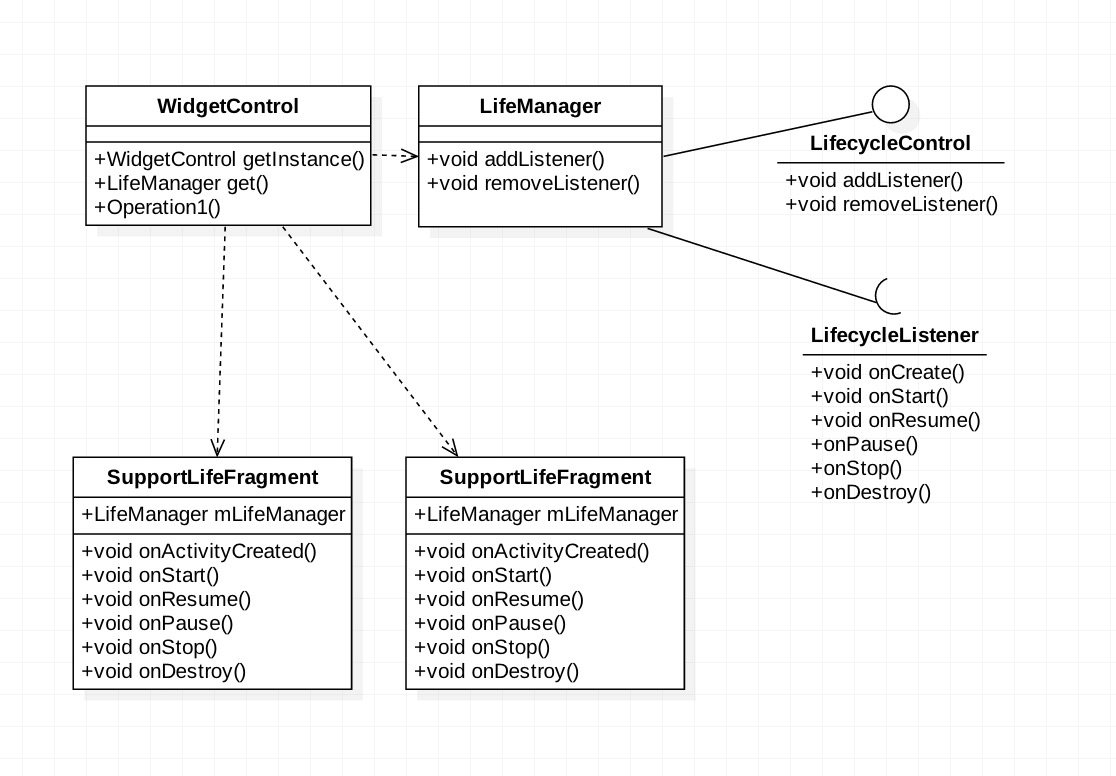 WidgetControl
+WidgetControl getInstance()
+LifeManager get()
+Operation1()
LifeManager
+void addListener()
+void removeListener()
LifecycleControl
+void addListener()
+void removeListener()
LifecycleListener
+void onCreate()
+void onStart()
+void onResume()
+onPause()
+onStop()
+onDestroy()
SupportLifeFragment
+LifeManager mLifeManager
+void onActivityCreated()
+void onStart()
+void onResume()
+void onPause()
+void onStop()
+void onDestroy()
SupportLifeFragment
+LifeManager mLifeManager
+void onActivityCreated()
+void onStart()
+void onResume()
+void onPause()
+void onStop()
+void onDestroy()